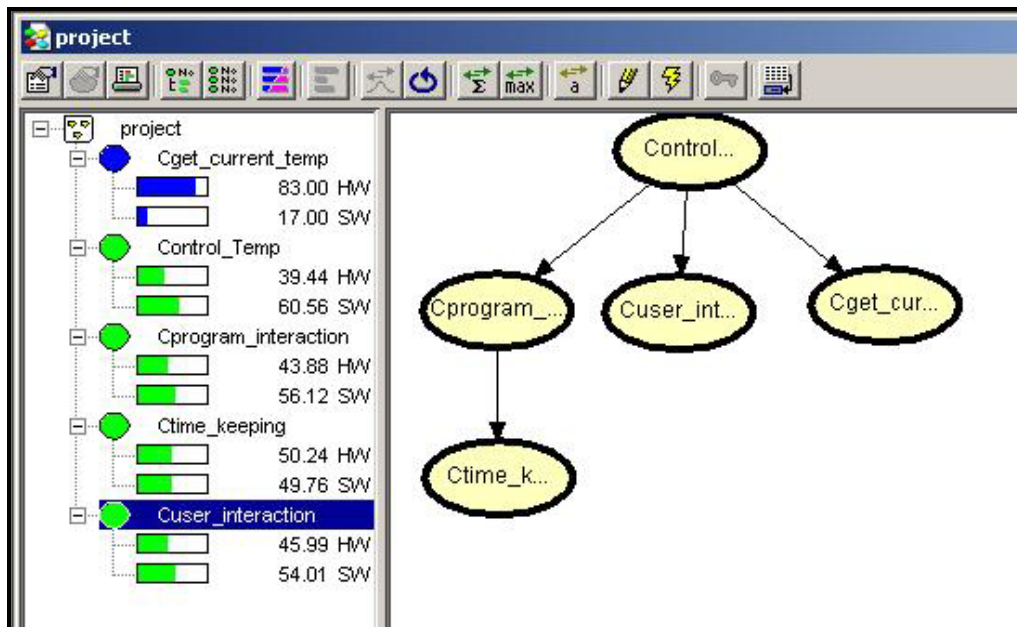 project
project
Cget_current_temp
83.00 HW
17.00 SW
Control_Temp
39.44 HW
60.56 SW
Cprogram_interaction
43.88 HW
56.12 SW
Ctime_keeping
50.24 HW
49.76 SW
Cuser_interaction
45.99 HW
54.01 SW
Control...
Cprogram_...
Cuser_int...
Cget_cur...
Ctime_k...